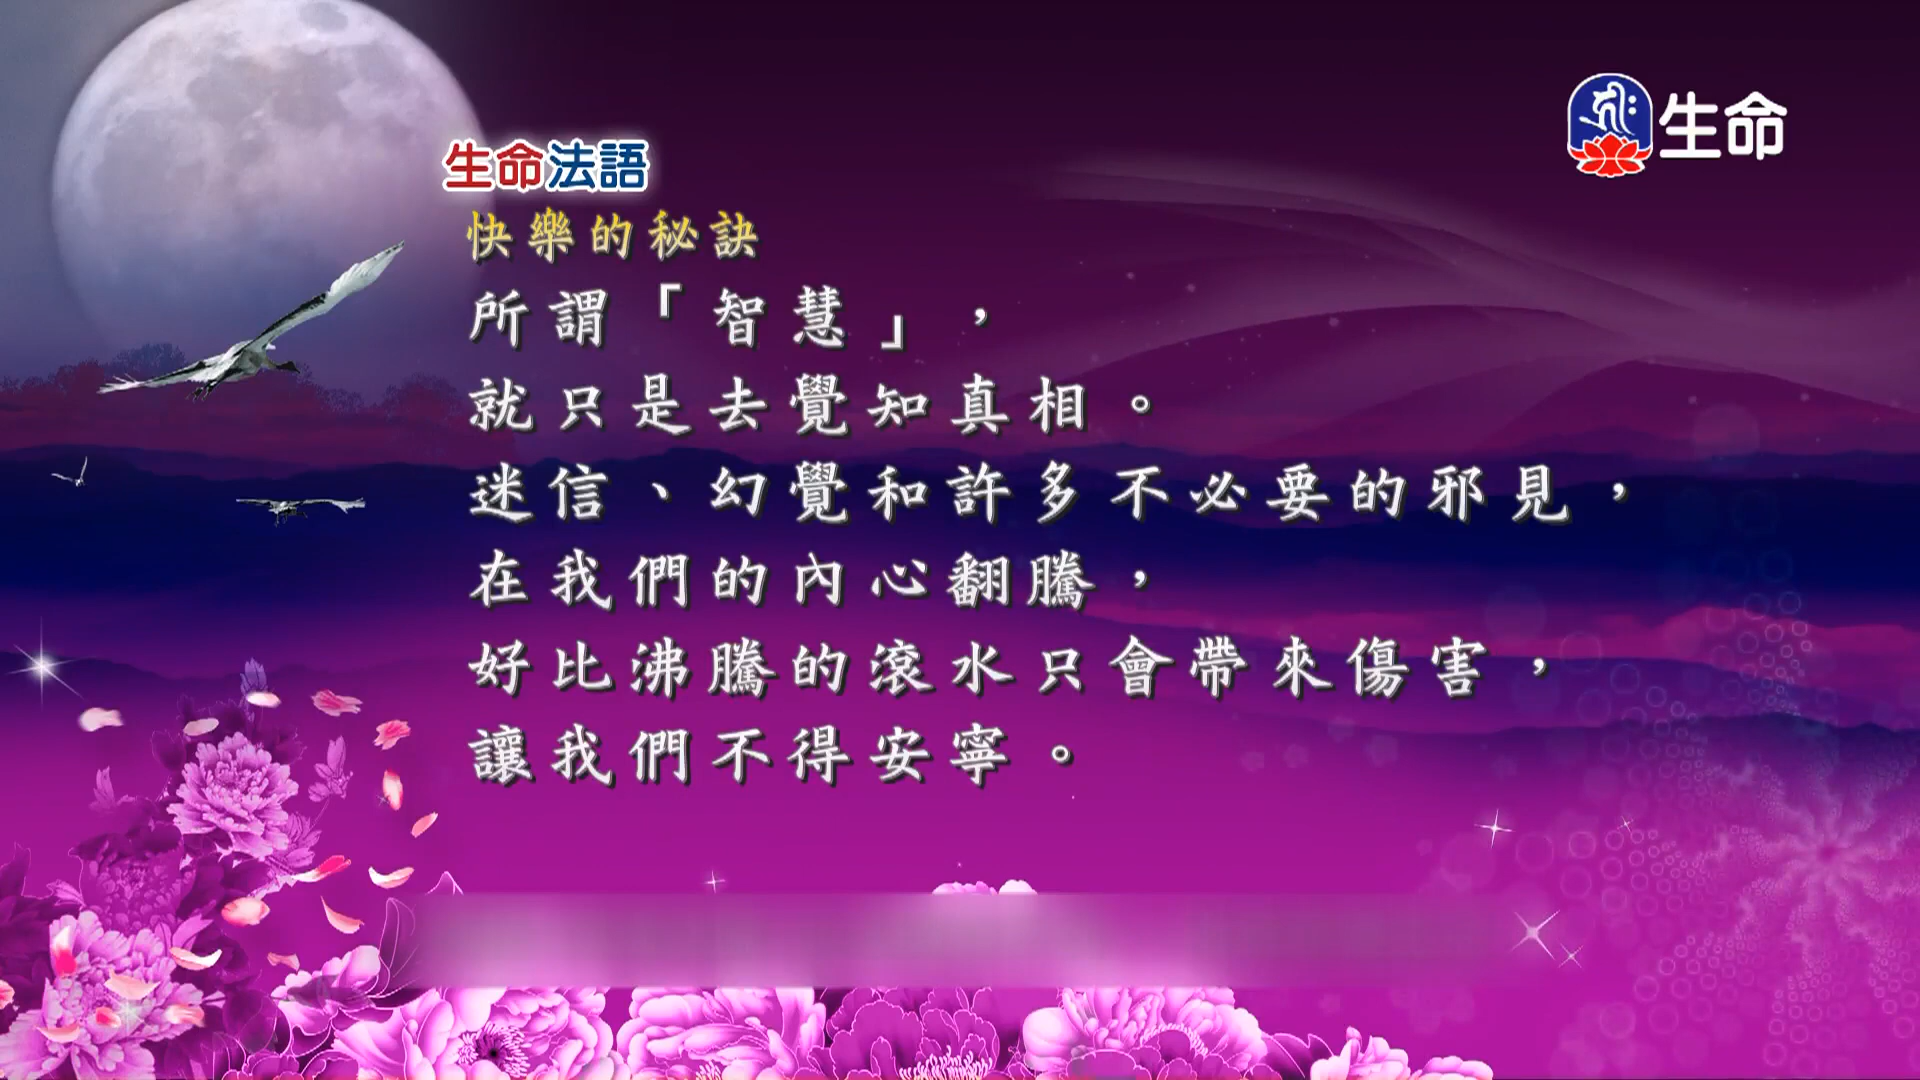 生命
生命法語
快樂的秘訣
所謂「智慧」，
就只是去覺知真相。
迷信、幻覺和許多不必要的邪見，
在我們的內心翻騰，
好比沸騰的滾水只會帶來傷害，
讓我們不得安寧。